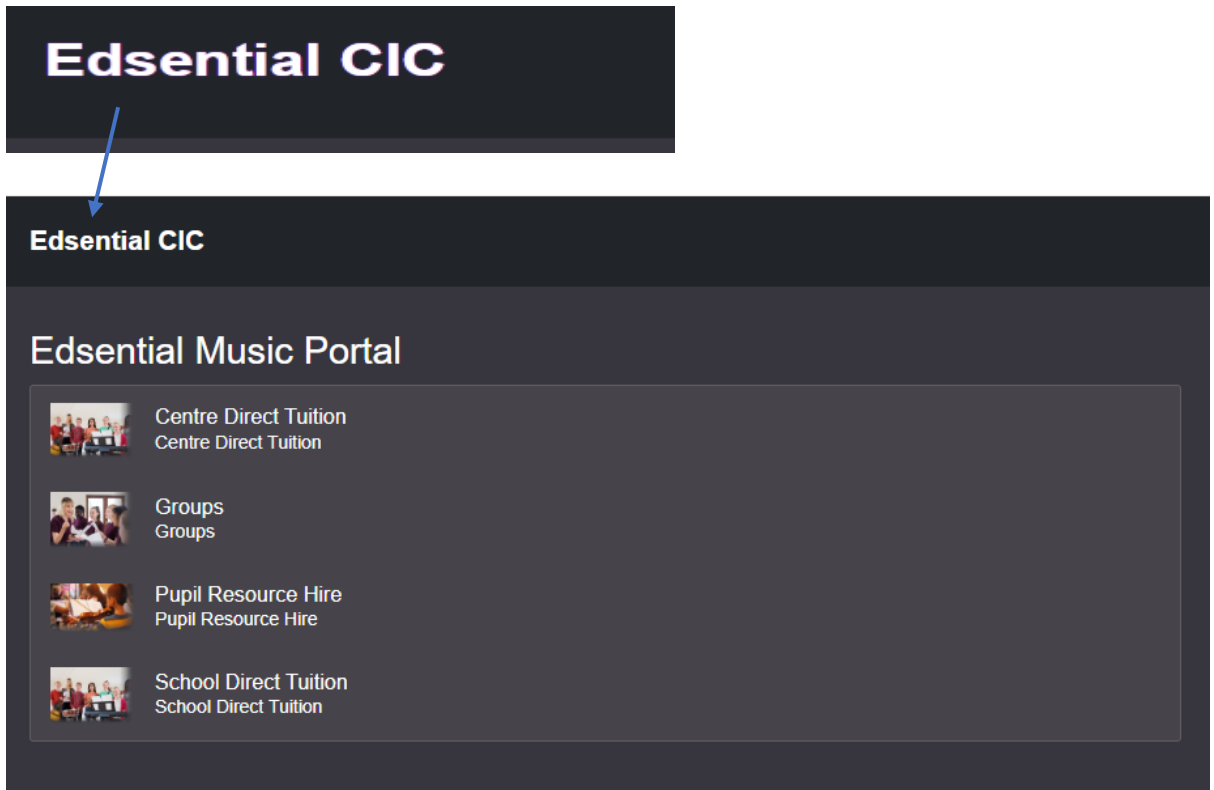 Edsential CIC
Edsential CIC
Edsential Music Portal
Centre Direct Tuition
Centre Direct Tuition
Groups
Groups
Pupil Resource Hire
Pupil Resource Hire
School Direct Tuition
School Direct Tuition